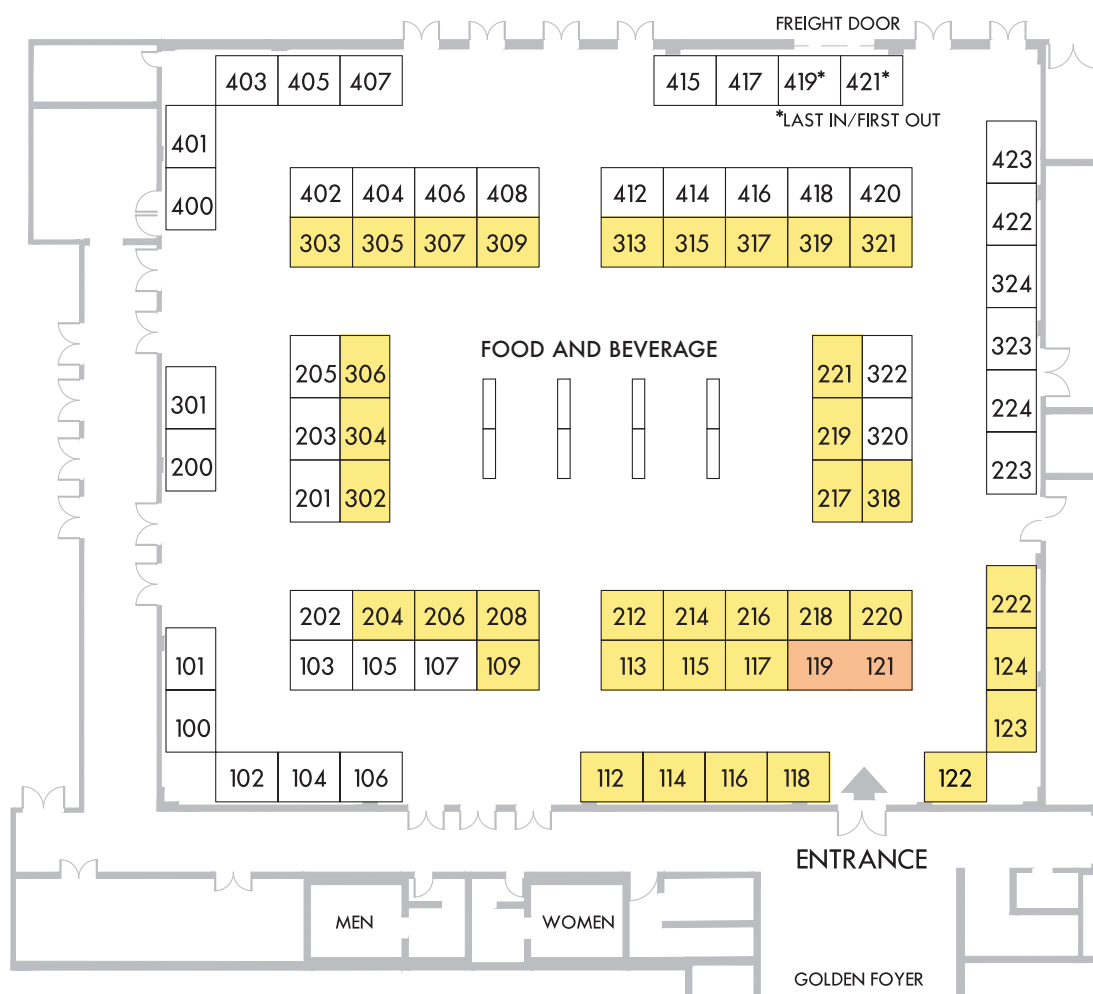 FREIGHT DOOR
403 405 407
415 417 419* 421*
*LAST IN/FIRST OUT
401
423
400
402 404 406 408
412 414 416 418 420
422
303 305 307 309
313 315 317 319 321
324
FOOD AND BEVERAGE
323
205 306
221 322
301
224
203 304
219 320
200
223
201 302
217 318
222
202 204 206 208
212 214 216 218 220
101
103 105 107 109
113 115 117 119 121
124
100
123
102 104 106
112 114 116 118
122
ENTRANCE
MEN
WOMEN
GOLDEN FOYER